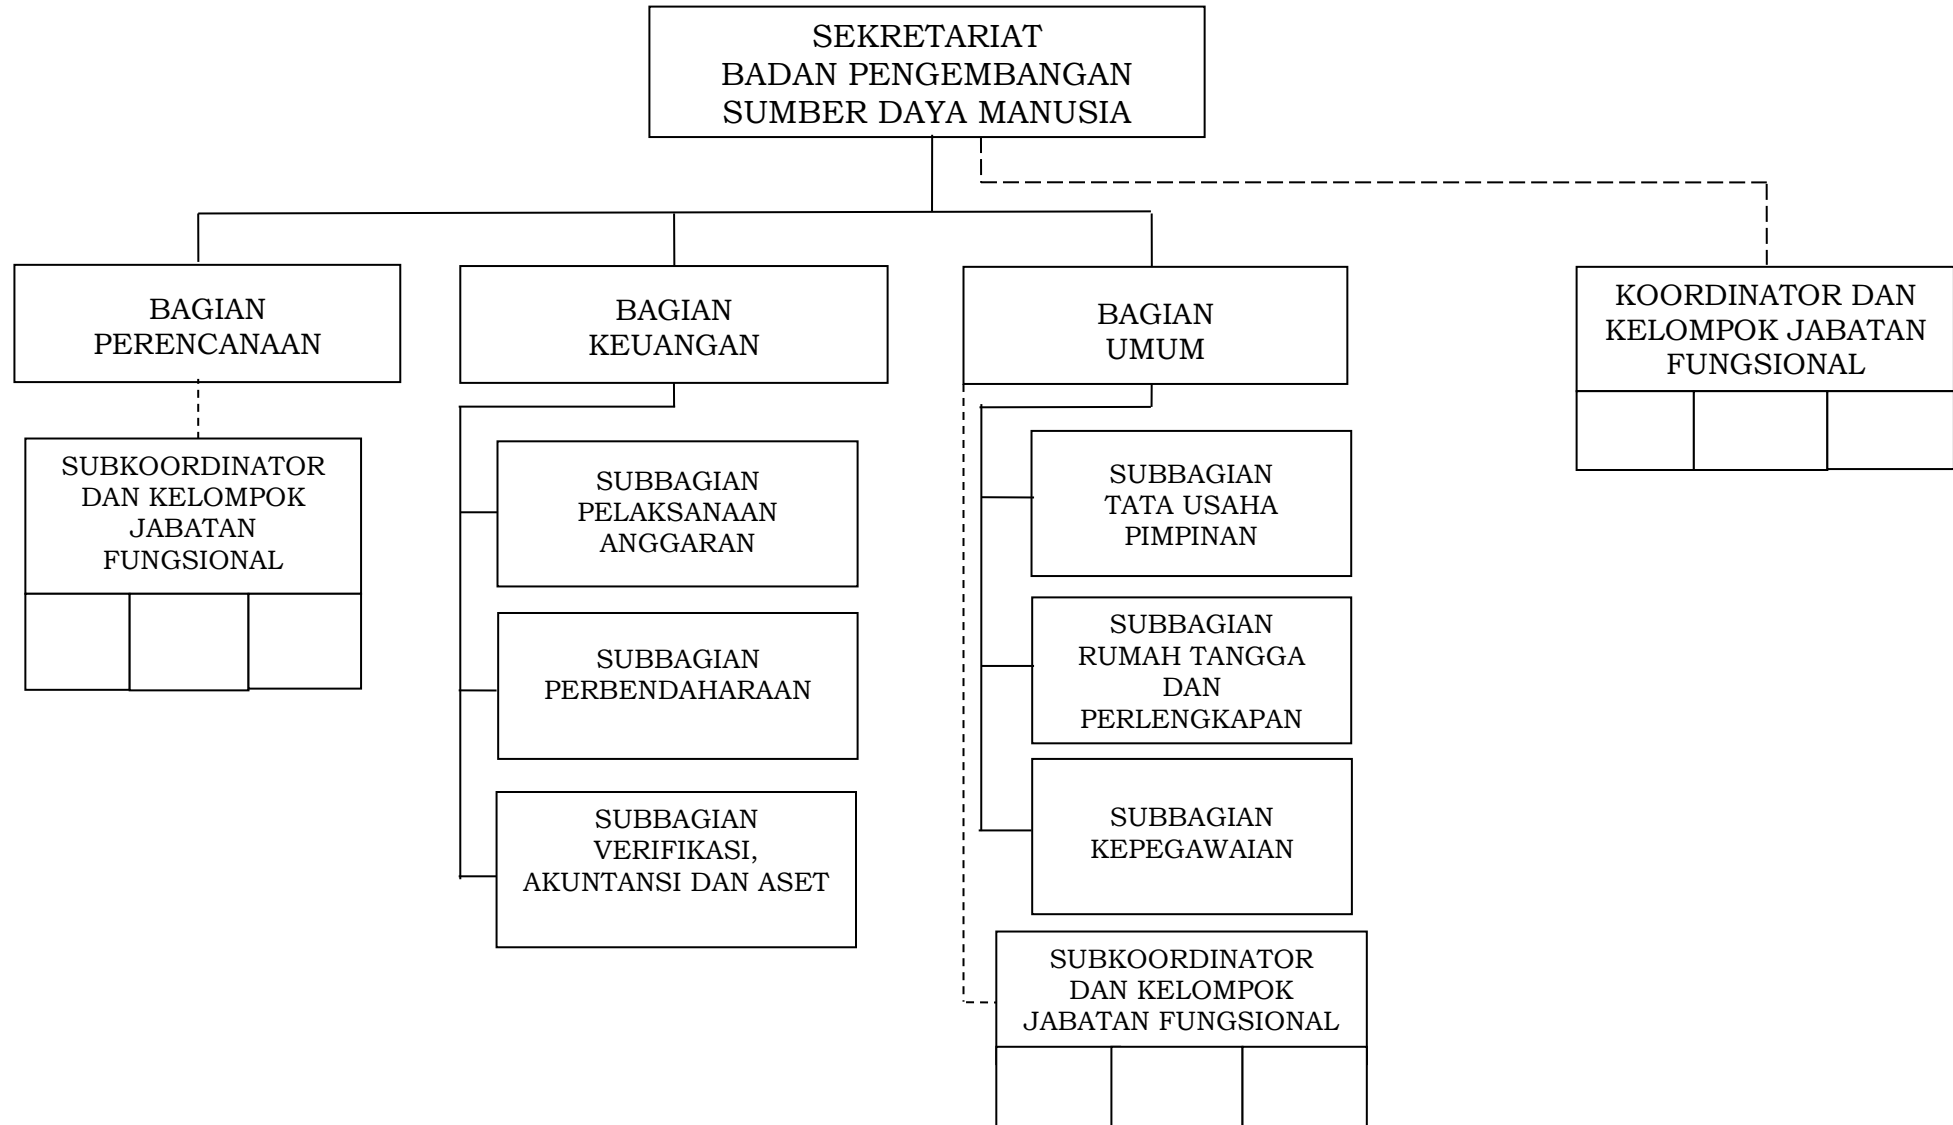 SEKRETARIAT
BADAN PENGEMBANGAN
SUMBER DAYA MANUSIA
BAGIAN
PERENCANAAN
BAGIAN
KEUANGAN
BAGIAN
UMUM
KOORDINATOR DAN
KELOMPOK JABATAN
FUNGSIONAL
SUBKOORDINATOR
DAN KELOMPOK
JABATAN
FUNGSIONAL
SUBBAGIAN
PELAKSANAAN
ANGGARAN
SUBBAGIAN
PERBENDAHARAAN
SUBBAGIAN
VERIFIKASI,
AKUNTANSI DAN ASET
SUBBAGIAN
TATA USAHA
PIMPINAN
SUBBAGIAN
RUMAH TANGGA
DAN
PERLENGKAPAN
SUBBAGIAN
KEPEGAWAIAN
SUBKOORDINATOR
DAN KELOMPOK
JABATAN FUNGSIONAL